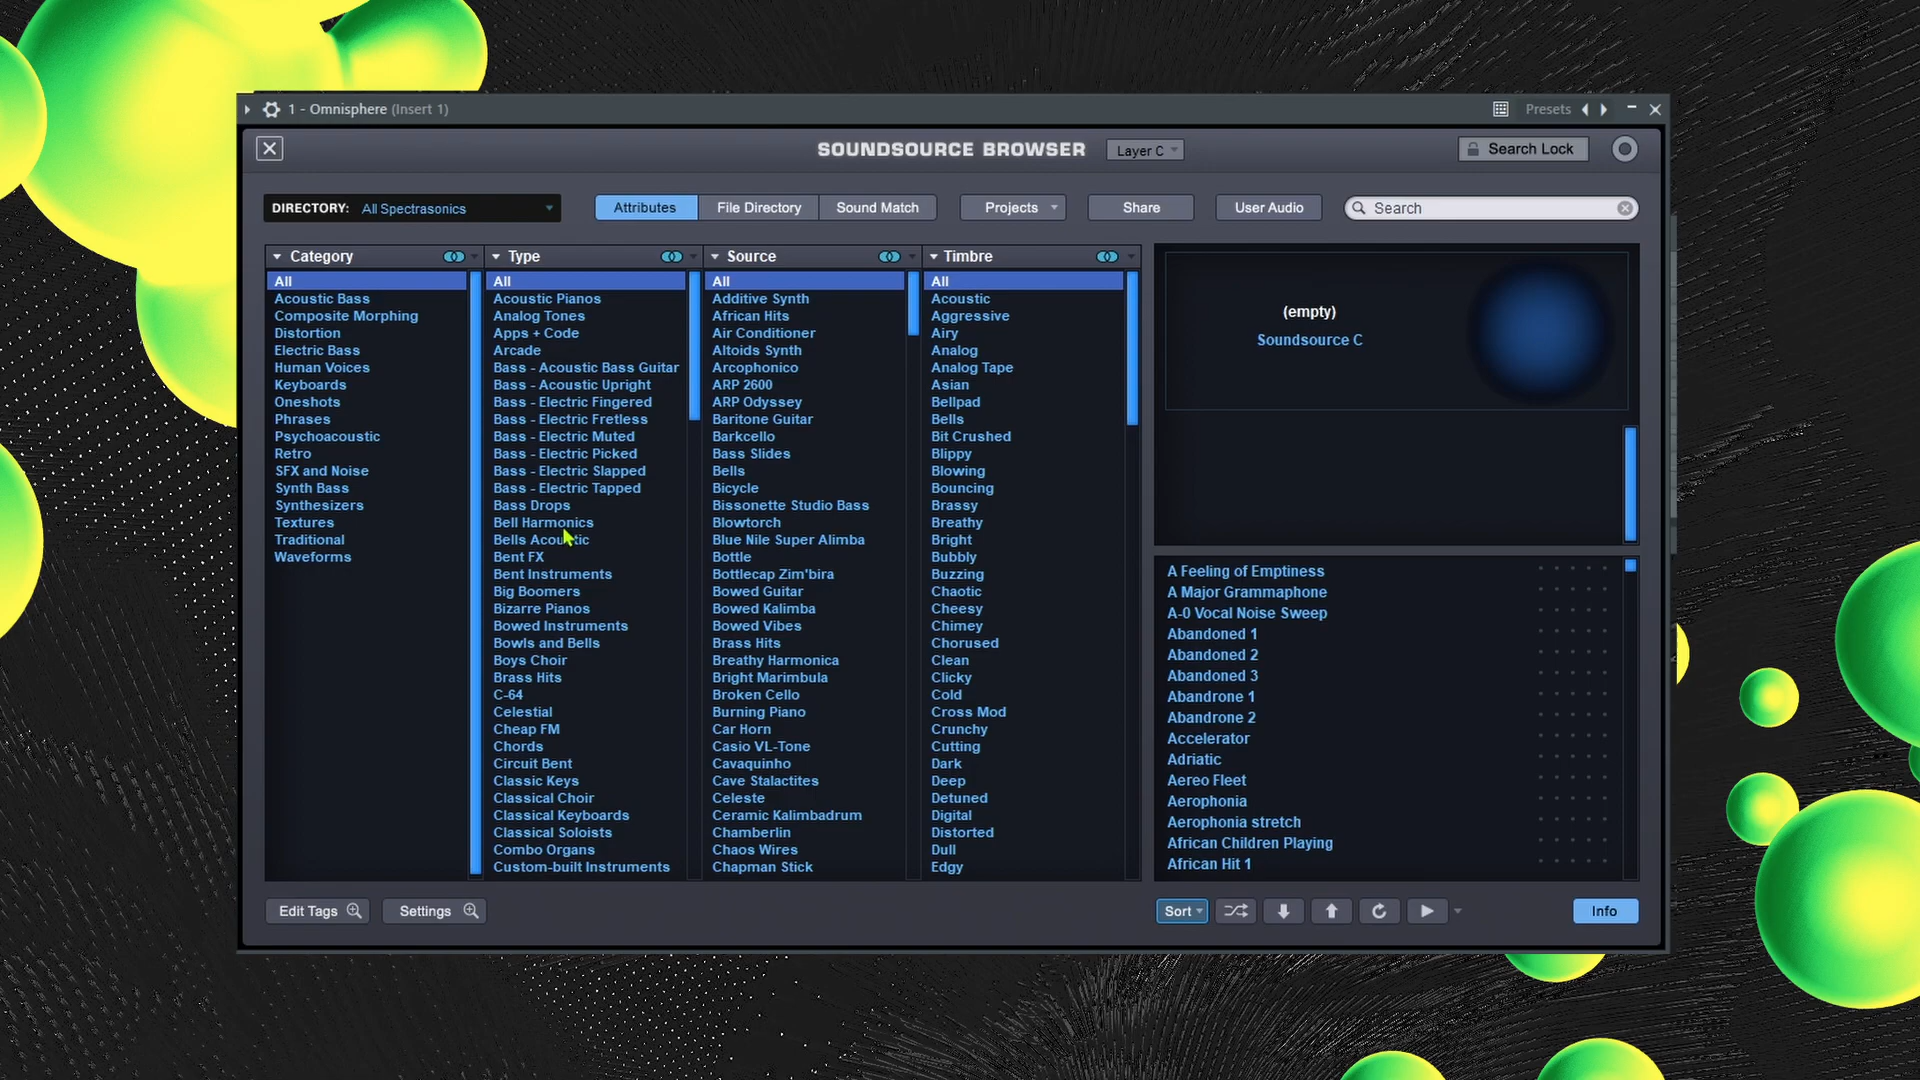 1 - Omnisphere (Insert 1)
Presets
SOUNDSOURCE BROWSER
Layer C
Search Lock
DIRECTORY: All Spectrasonics
Attributes
File Directory
Sound Match
Projects
Share
User Audio
Search
Category
All
Acoustic Bass
Composite Morphing
Distortion
Electric Bass
Human Voices
Keyboards
Oneshots
Phrases
Psychoacoustic
Retro
SFX and Noise
Synth Bass
Synthesizers
Textures
Traditional
Waveforms
Type
All
Acoustic Pianos
Analog Tones
Apps + Code
Arcade
Bass - Acoustic Bass Guitar
Bass - Acoustic Upright
Bass - Electric Fingered
Bass - Electric Fretless
Bass - Electric Muted
Bass - Electric Picked
Bass - Electric Slapped
Bass - Electric Tapped
Bass Drops
Bell Harmonics
Bells Acoustic
Bent FX
Bent Instruments
Big Boomers
Bizarre Pianos
Bowed Instruments
Bowls and Bells
Boys Choir
Brass Hits
C-64
Celestial
Cheap FM
Chords
Circuit Bent
Classic Keys
Classical Choir
Classical Keyboards
Classical Soloists
Combo Organs
Custom-built Instruments
Source
All
Additive Synth
African Hits
Air Conditioner
Altoids Synth
Arcophonico
ARP 2600
ARP Odyssey
Baritone Guitar
Barkcello
Bass Slides
Bells
Bicycle
Bissonette Studio Bass
Blowtorch
Blue Nile Super Alimba
Bottle
Bottlecap Zim'bira
Bowed Guitar
Bowed Kalimba
Bowed Vibes
Brass Hits
Breathy Harmonica
Bright Marimbula
Broken Cello
Burning Piano
Car Horn
Casio VL-Tone
Cavaquinho
Cave Stalactites
Celeste
Ceramic Kalimbadrum
Chamberlin
Chaos Wires
Chapman Stick
Timbre
All
Acoustic
Aggressive
Airy
Analog
Analog Tape
Asian
Bellpad
Bells
Bit Crushed
Blippy
Blowing
Bouncing
Brassy
Breathy
Bright
Bubbly
Buzzing
Chaotic
Cheesy
Chimey
Chorused
Clean
Clicky
Cold
Cross Mod
Crunchy
Cutting
Dark
Deep
Detuned
Digital
Distorted
Dull
Edgy
(empty)
Soundsource C
A Feeling of Emptiness
A Major Grammaphone
A-0 Vocal Noise Sweep
Abandoned 1
Abandoned 2
Abandoned 3
Abandrone 1
Abandrone 2
Accelerator
Adriatic
Aereo Fleet
Aerophonia
Aerophonia stretch
African Children Playing
African Hit 1
Edit Tags
Settings
Sort
Info